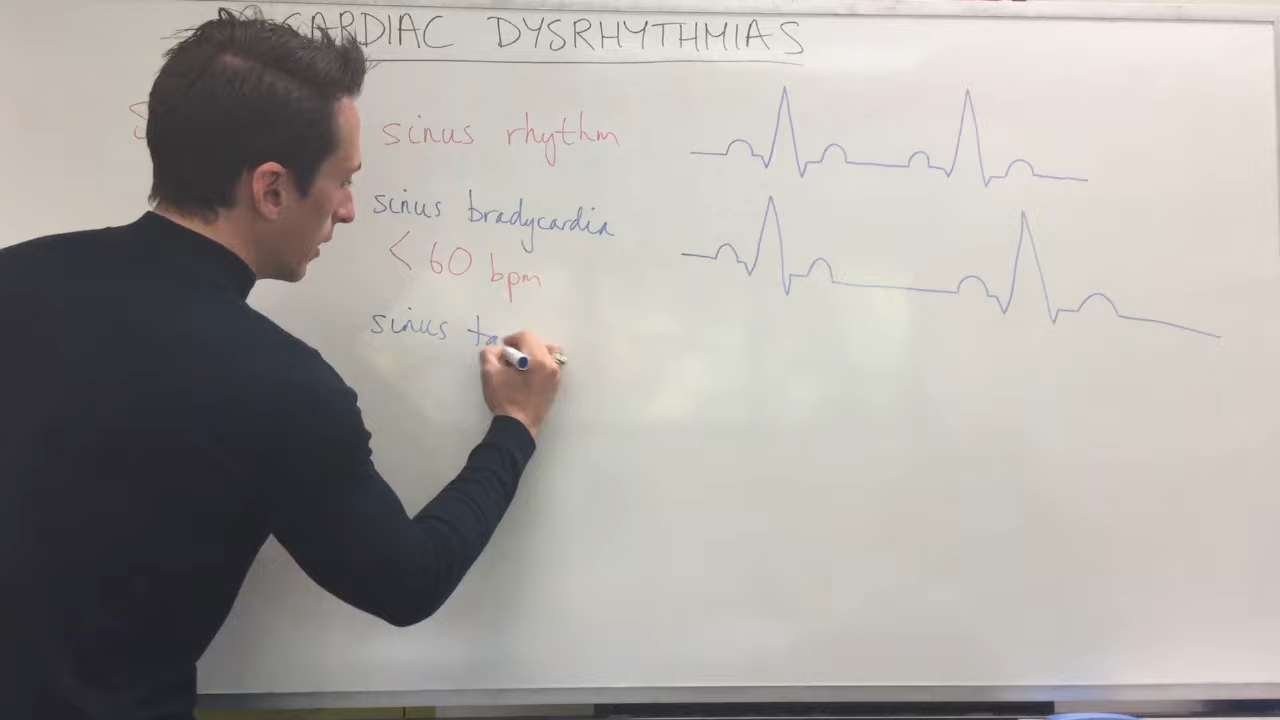 CARDIAC DYSRHYTHMIAS
sinus rhythm
sinus bradycardia
< 60 bpm
sinus ta